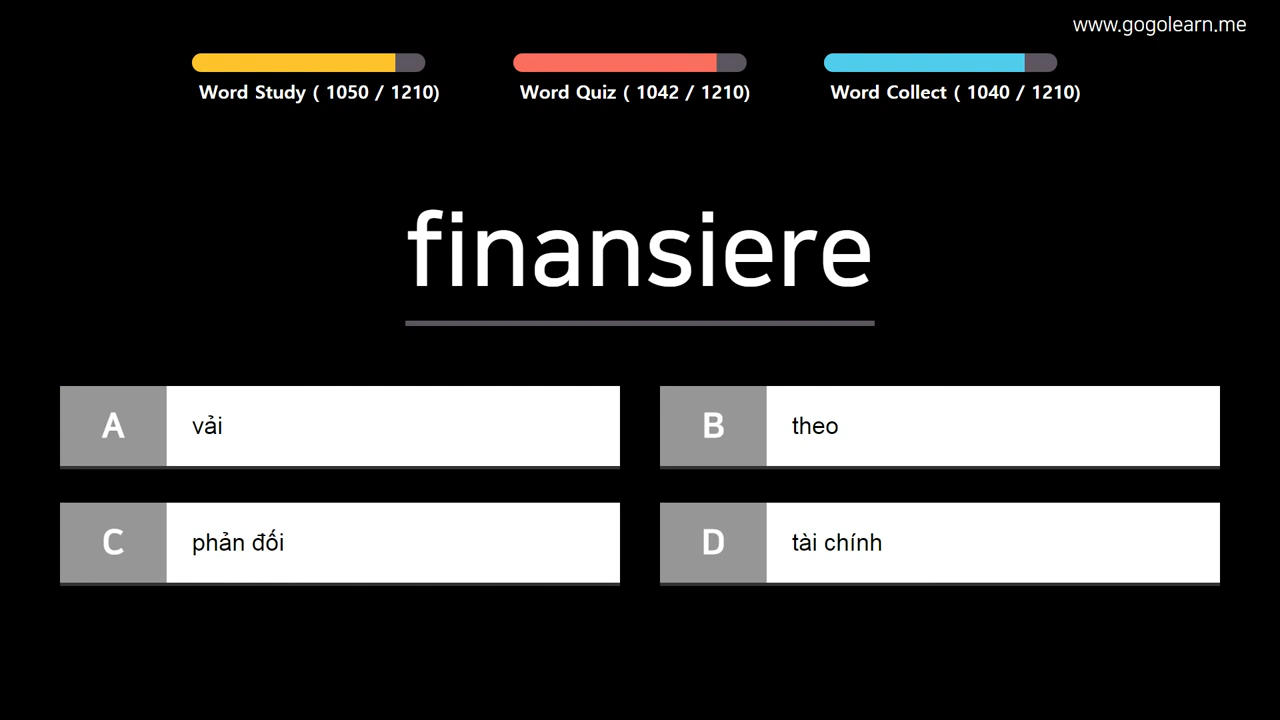 www.gogolearn.me
Word Study ( 1050 / 1210)
Word Quiz ( 1042 / 1210)
Word Collect ( 1040 / 1210)
finansiere
A vải
B theo
C phản đối
D tài chính